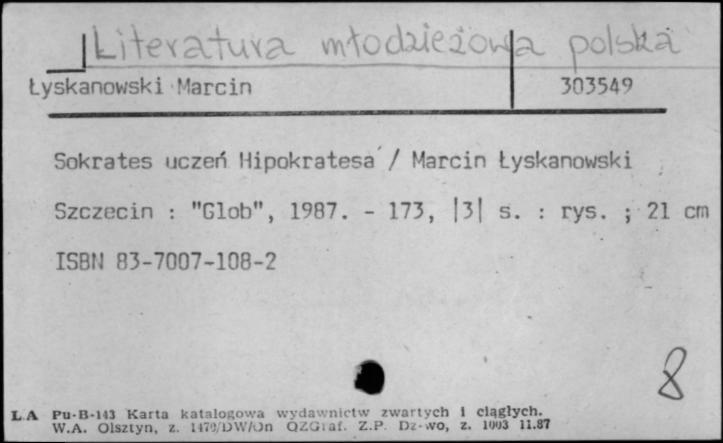 Literatura młodzieżowa polska
Łyskanowski Marcin 303549
Sokrates uczeń Hipokratesa / Marcin Łyskanowski
Szczecin : "Glob", 1987. - 173, |3| s. : rys. ; 21 cm
ISBN 83-7007-108-2
8
L A Pu-B-143 Karta katalogowa wydawnictw zwartych i ciągłych.
W.A. Olsztyn, z. 1479/DW/On OZGraf. Z.P. Dz-wo, z. 1003 11.87